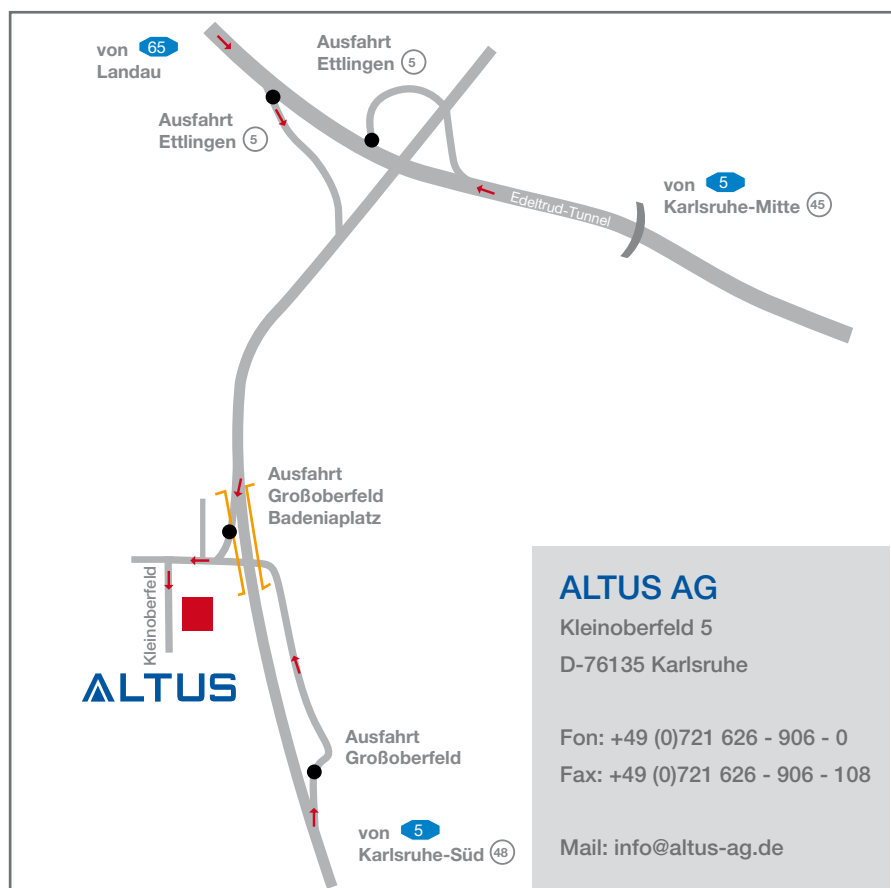 von 65
Landau
Ausfahrt
Ettlingen 5
Ausfahrt
Ettlingen 5
von 5
Karlsruhe-Mitte 45
Edeltrud-Tunnel
Ausfahrt
Großoberfeld
Badeniaplatz
Kleinoberfeld
ALTUS
Ausfahrt
Großoberfeld
von 5
Karlsruhe-Süd 48
ALTUS AG
Kleinoberfeld 5
D-76135 Karlsruhe
Fon: +49 (0)721 626 - 906 - 0
Fax: +49 (0)721 626 - 906 - 108
Mail: info@altus-ag.de